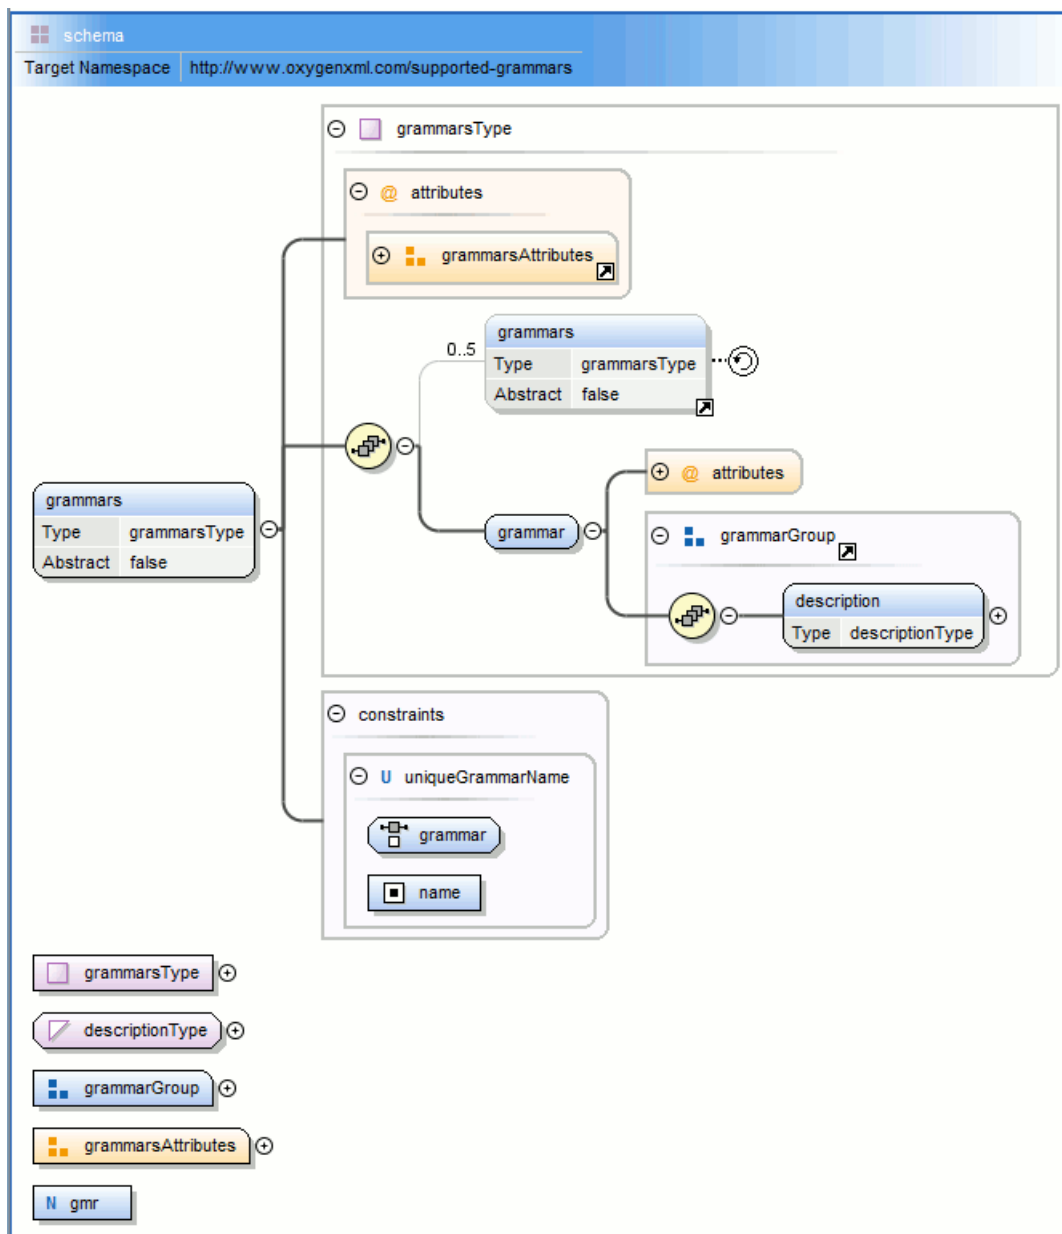 schema
Target Namespace http://www.oxygenxml.com/supported-grammars
grammarsType
@ attributes
grammarsAttributes
0..5
grammars
Type grammarsType
Abstract false
@ attributes
grammars
Type grammarsType
Abstract false
grammar
grammarGroup
description
Type descriptionType
constraints
U uniqueGrammarName
grammar
name
grammarsType
descriptionType
grammarGroup
grammarsAttributes
N gmr